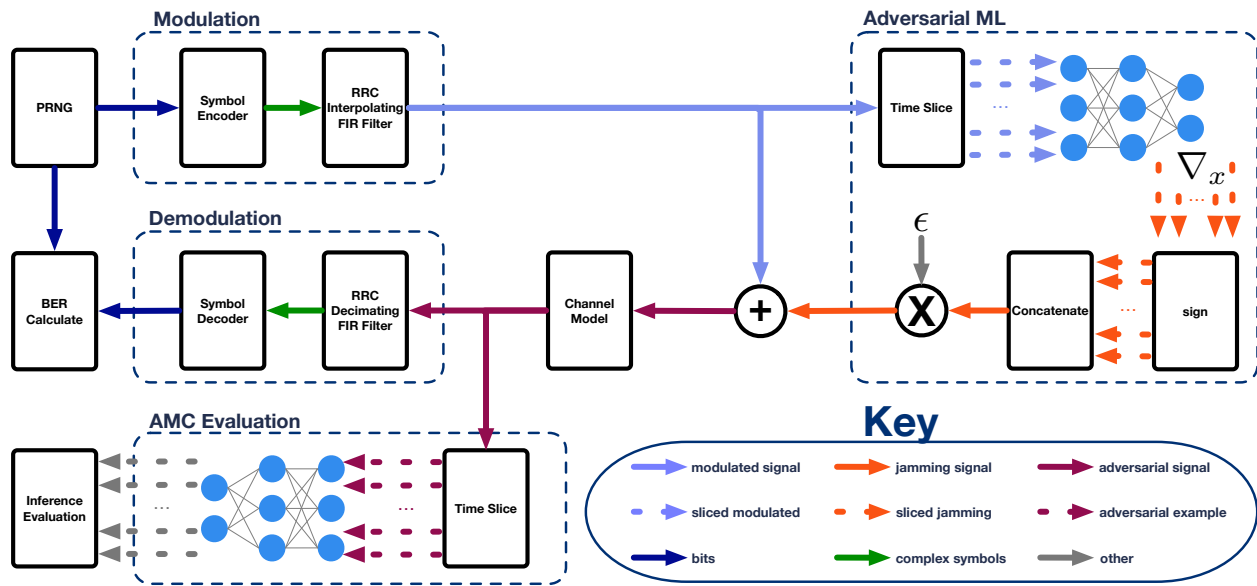 Modulation
Adversarial ML
PRNG
Symbol
Encoder
RRC
Interpolating
FIR Filter
Time Slice
...
∇x
...
Demodulation
ϵ
BER
Calculate
Symbol
Decoder
RRC
Decimating
FIR Filter
Channel
Model
+
X
Concatenate
...
sign
AMC Evaluation
Inference
Evaluation
...
...
Time Slice
Key
modulated signal
jamming signal
adversarial signal
sliced modulated
sliced jamming
adversarial example
bits
complex symbols
other